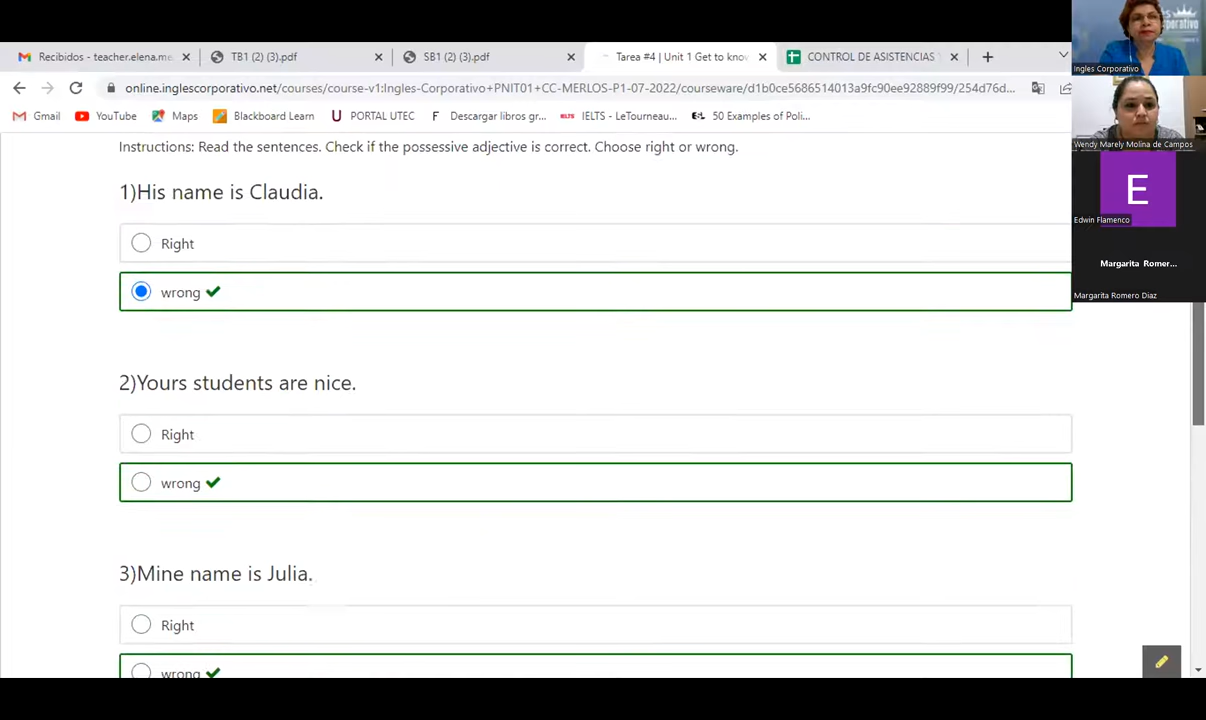 Recibidos - teacher.elena.me
TB1 (2) (3).pdf
SB1 (2) (3).pdf
Tarea #4 | Unit 1 Get to know
CONTROL DE ASISTENCIAS
online.inglescorporativo.net/courses/course-v1:Ingles-Corporativo+PNIT01+CC-MERLOS-P1-07-2022/courseware/d1b0ce5686514013a9fc90ee92889f99/254d76d...
Gmail
YouTube
Maps
Blackboard Learn
U PORTAL UTEC
F Descargar libros gr...
IELTS IELTS - LeTourneau...
50 Examples of Poli...
Instructions: Read the sentences. Check if the possessive adjective is correct. Choose right or wrong.
1)His name is Claudia.
Right
wrong
2)Yours students are nice.
Right
wrong
3)Mine name is Julia.
Right
wrong
Ingles Corporativo
Wendy Marely Molina de Campos
E
Edwin Flamenco
Margarita Romer...
Margarita Romero Diaz